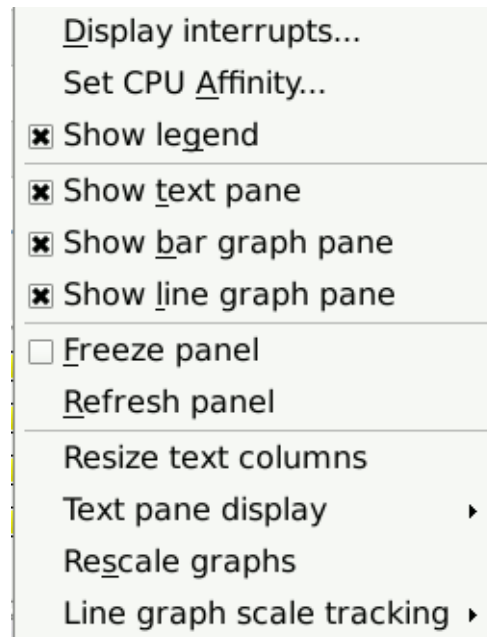 Display interrupts...
Set CPU Affinity...
Show legend
Show text pane
Show bar graph pane
Show line graph pane
Freeze panel
Refresh panel
Resize text columns
Text pane display
Rescale graphs
Line graph scale tracking